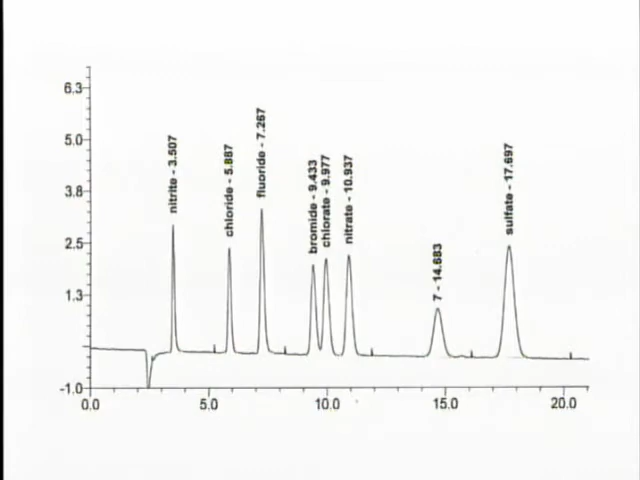 6.3
5.0
3.8
2.5
1.3
-1.0
nitrite - 3.507
chloride - 5.887
fluoride - 7.267
bromide - 9.433
chlorate - 9.977
nitrate - 10.937
7 - 14.683
sulfate - 17.697
0.0 5.0 10.0 15.0 20.0